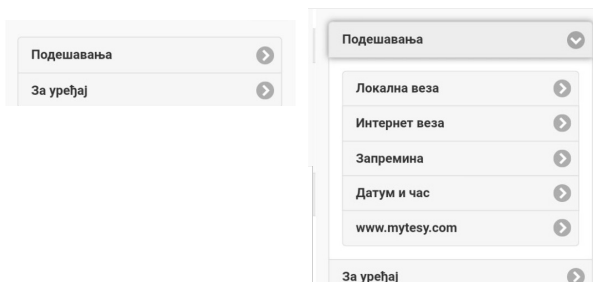 Подешавања
За уређај
Подешавања
Локална веза
Интернет веза
Запремина
Датум и час
www.mytesy.com
За уређај